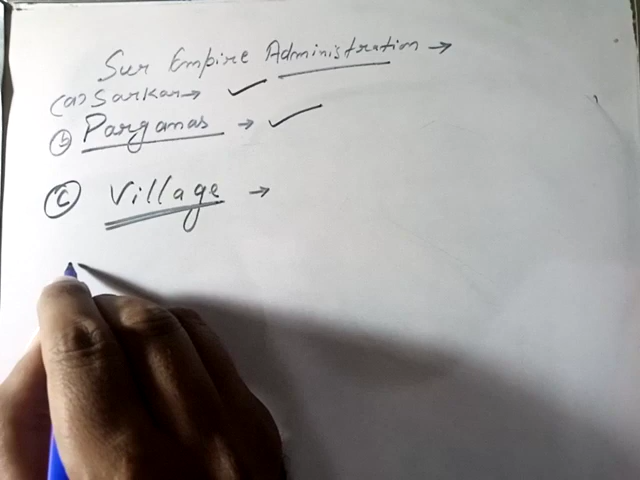 Sur Empire Administration →
(a) Sarkar → ✓
(b) Parganas → ✓
(c) Village →